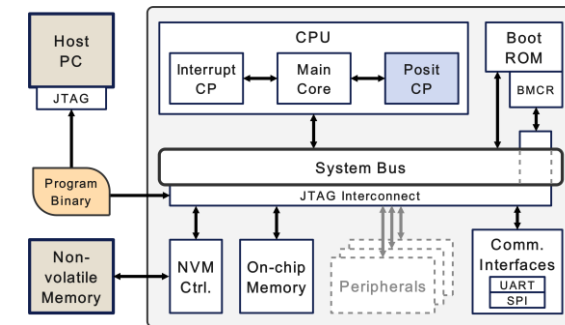 Host
PC
JTAG
Program
Binary
Non-
volatile
Memory
CPU
Interrupt
CP
Main
Core
Posit
CP
Boot
ROM
BMCR
System Bus
JTAG Interconnect
NVM
Ctrl.
On-chip
Memory
Peripherals
Comm.
Interfaces
UART
SPI